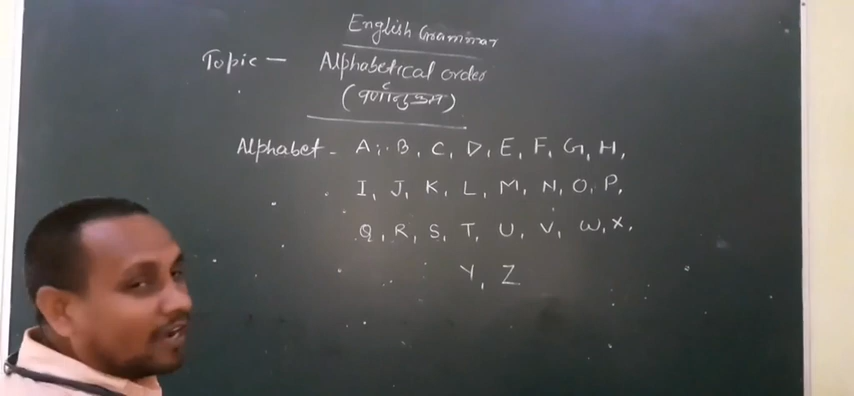 English Grammar
Topic — Alphabetical order
(वर्णानुक्रम)
Alphabet - A, B, C, D, E, F, G, H,
I, J, K, L, M, N, O, P,
Q, R, S, T, U, V, W, X,
Y, Z